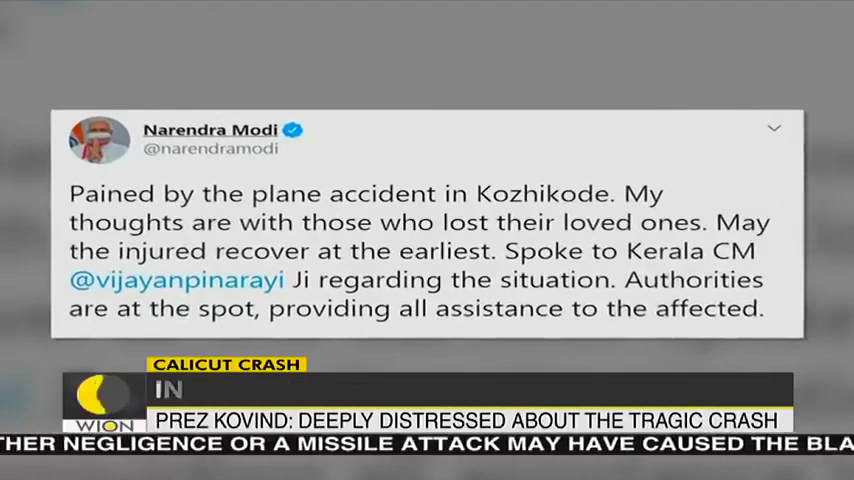 Narendra Modi
@narendramodi
Pained by the plane accident in Kozhikode. My
thoughts are with those who lost their loved ones. May
the injured recover at the earliest. Spoke to Kerala CM
@vijayanpinarayi Ji regarding the situation. Authorities
are at the spot, providing all assistance to the affected.
CALICUT CRASH
IN
WION
PREZ KOVIND: DEEPLY DISTRESSED ABOUT THE TRAGIC CRASH
THER NEGLIGENCE OR A MISSILE ATTACK MAY HAVE CAUSED THE BLA